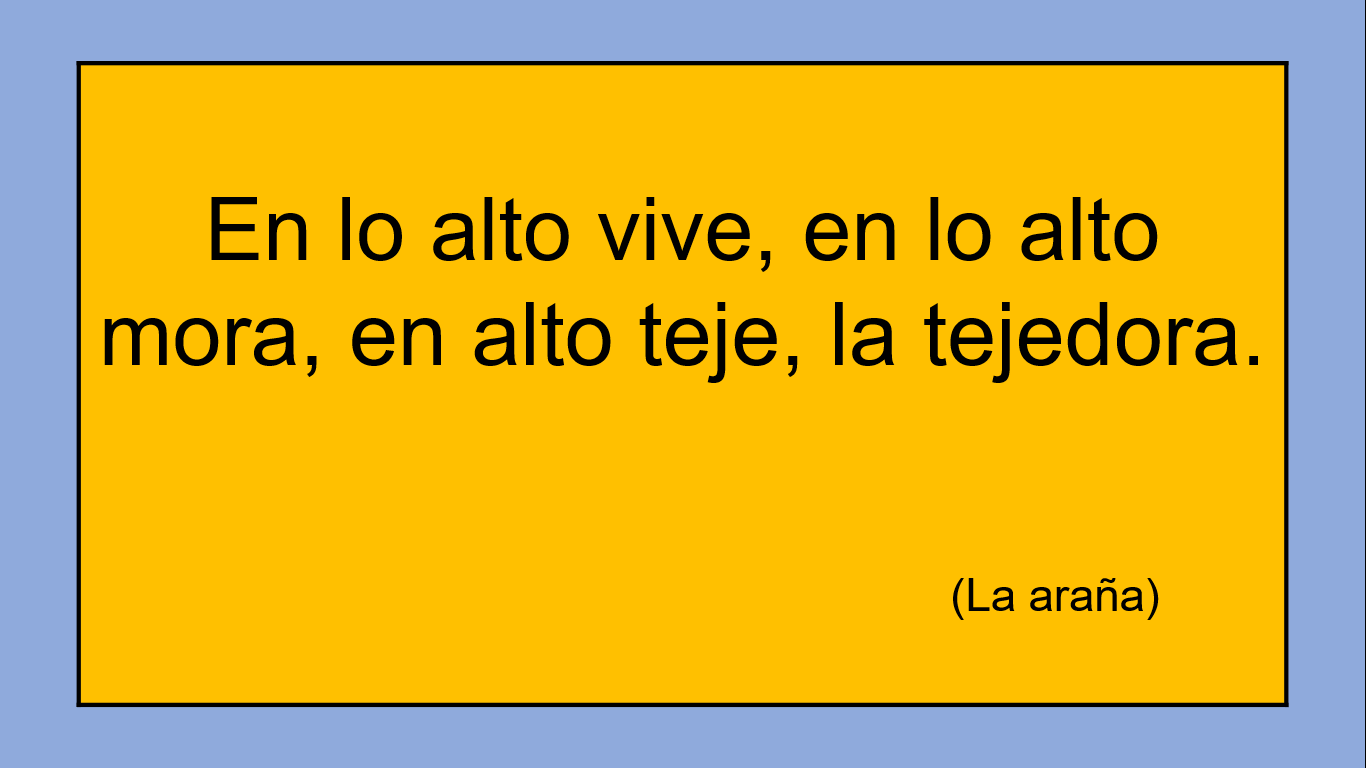 En lo alto vive, en lo alto
mora, en alto teje, la tejedora.
(La araña)